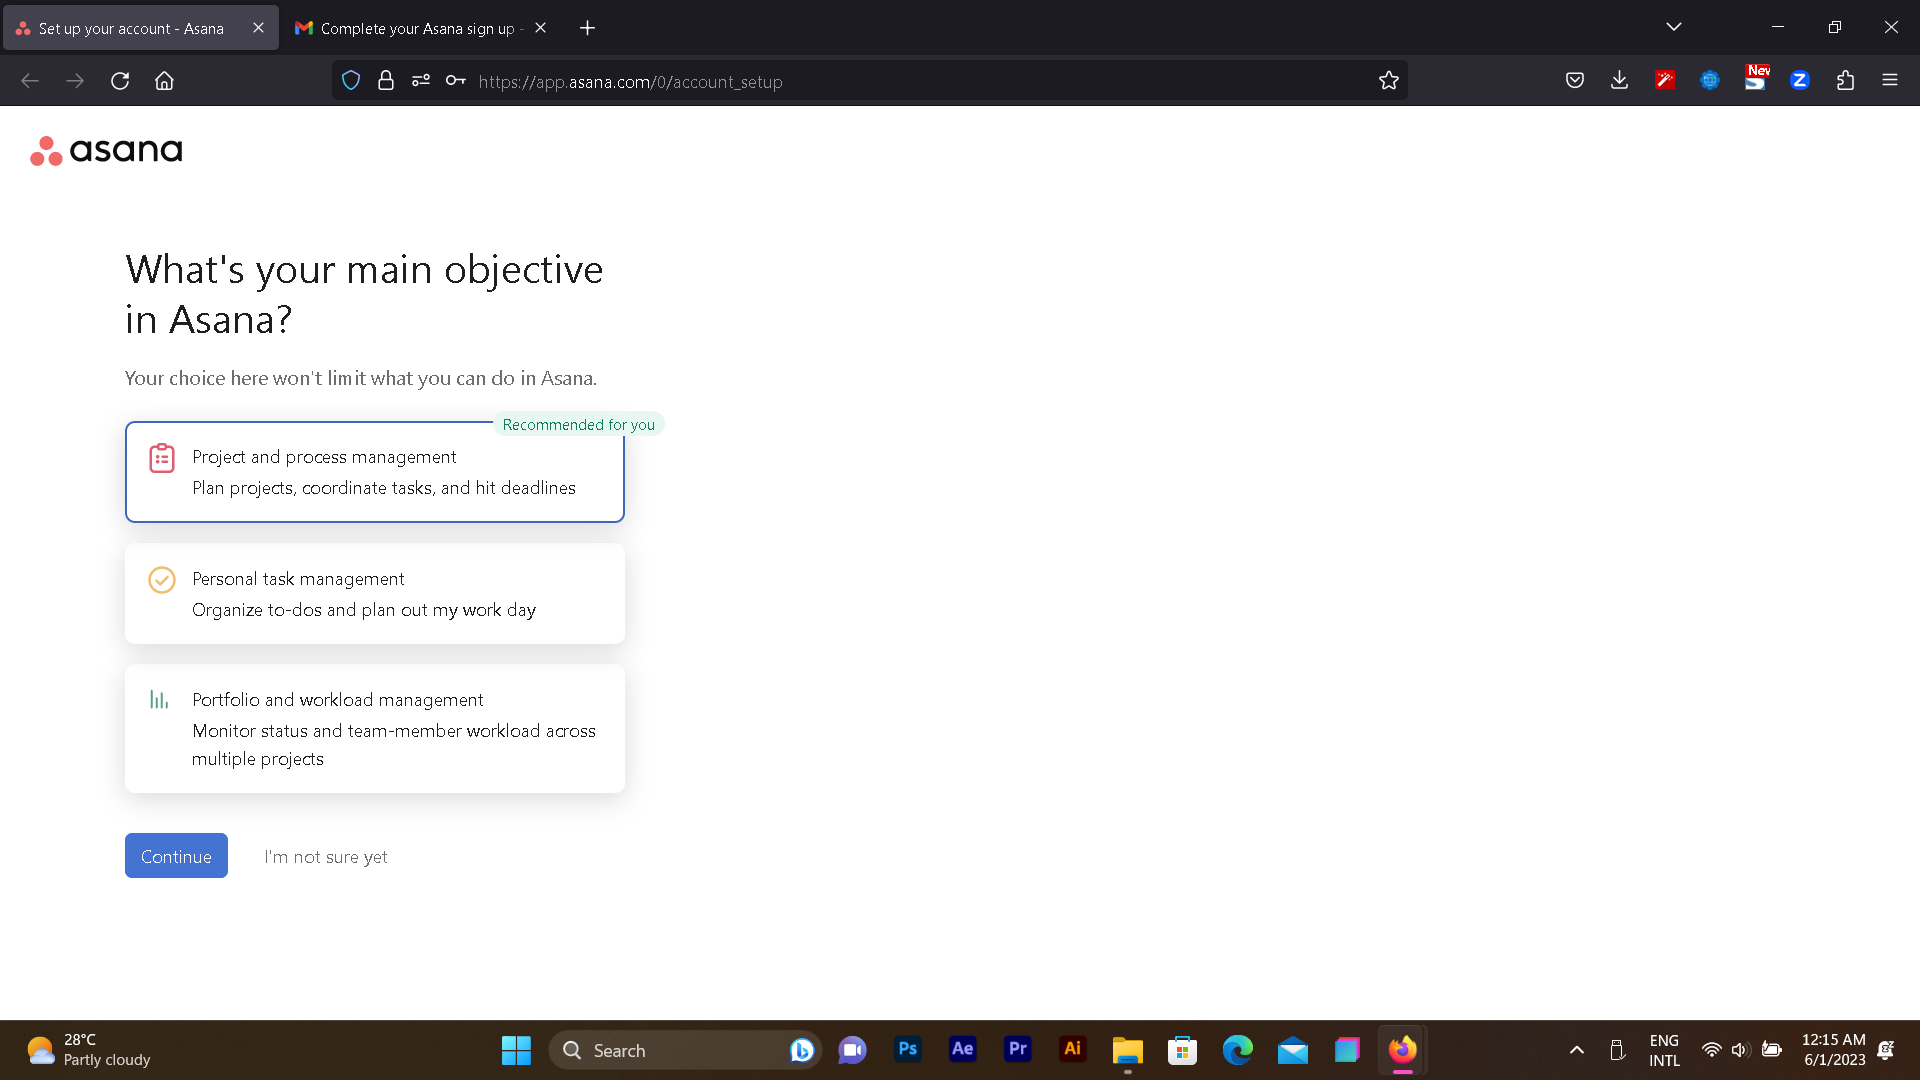 Set up your account - Asana
Complete your Asana sign up -
https://app.asana.com/0/account_setup
New
asana
What's your main objective
in Asana?
Your choice here won't limit what you can do in Asana.
Recommended for you
Project and process management
Plan projects, coordinate tasks, and hit deadlines
Personal task management
Organize to-dos and plan out my work day
Portfolio and workload management
Monitor status and team-member workload across
multiple projects
Continue
I'm not sure yet
28°C
Partly cloudy
Search
Ps
Ae
Pr
Ai
ENG
INTL
12:15 AM
6/1/2023